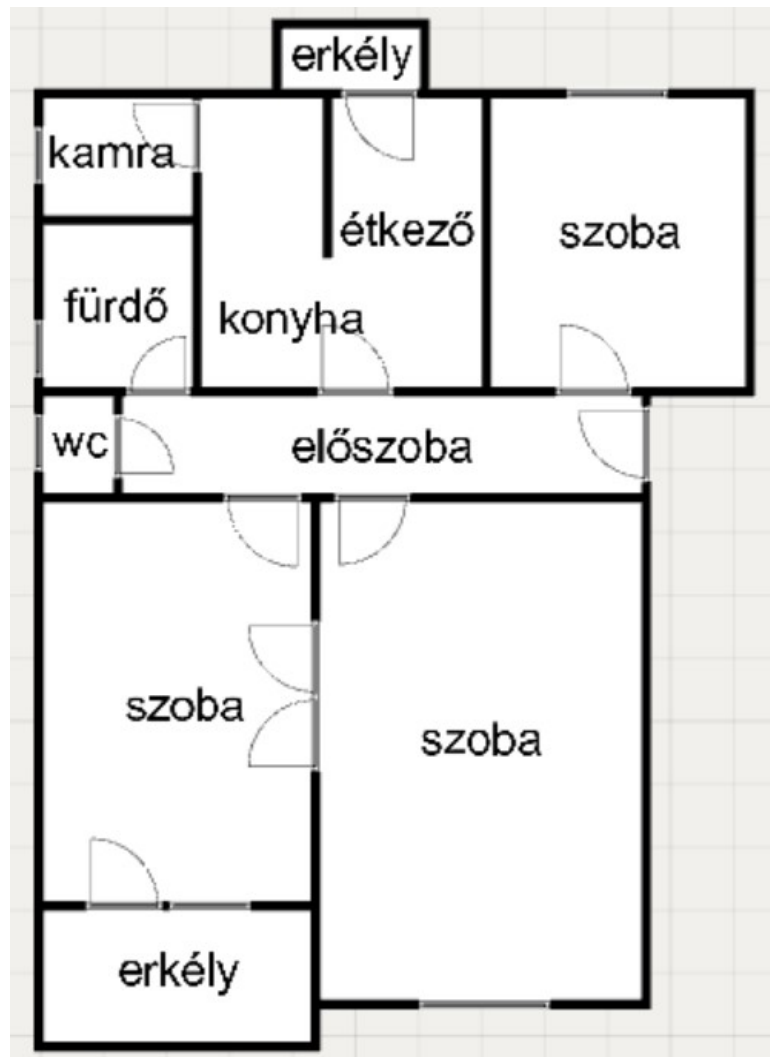 erkély
kamra
étkező
szoba
fürdő
konyha
wc
előszoba
szoba
szoba
erkély